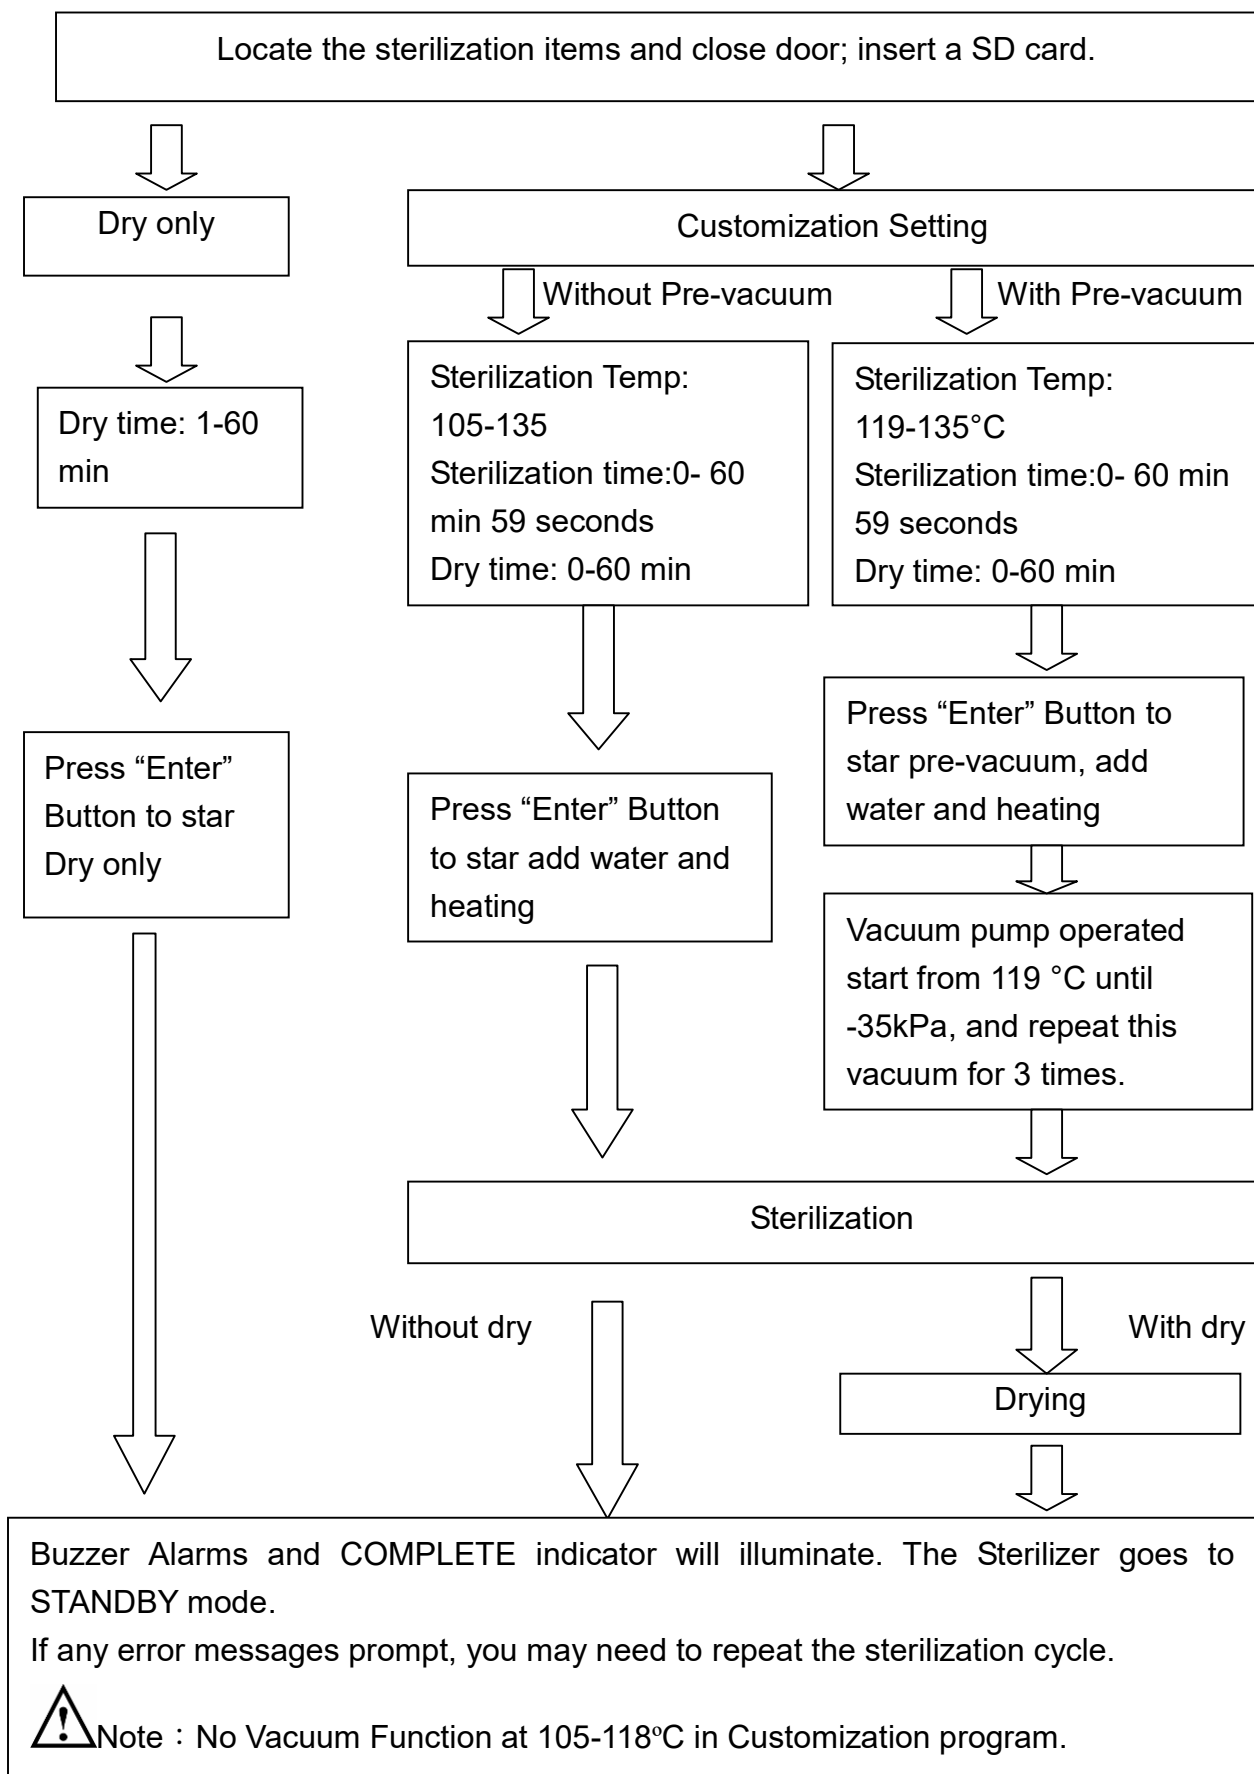 Locate the sterilization items and close door; insert a SD card.
Dry only
Customization Setting
Without Pre-vacuum
With Pre-vacuum
Dry time: 1-60
min
Sterilization Temp:
105-135
Sterilization time:0- 60
min 59 seconds
Dry time: 0-60 min
Sterilization Temp:
119-135°C
Sterilization time:0- 60 min
59 seconds
Dry time: 0-60 min
Press “Enter”
Button to star
Dry only
Press “Enter” Button
to star add water and
heating
Press “Enter” Button to
star pre-vacuum, add
water and heating
Vacuum pump operated
start from 119 °C until
-35kPa, and repeat this
vacuum for 3 times.
Sterilization
Without dry
With dry
Drying
Buzzer Alarms and COMPLETE indicator will illuminate. The Sterilizer goes to
STANDBY mode.
If any error messages prompt, you may need to repeat the sterilization cycle.
Note：No Vacuum Function at 105-118ºC in Customization program.